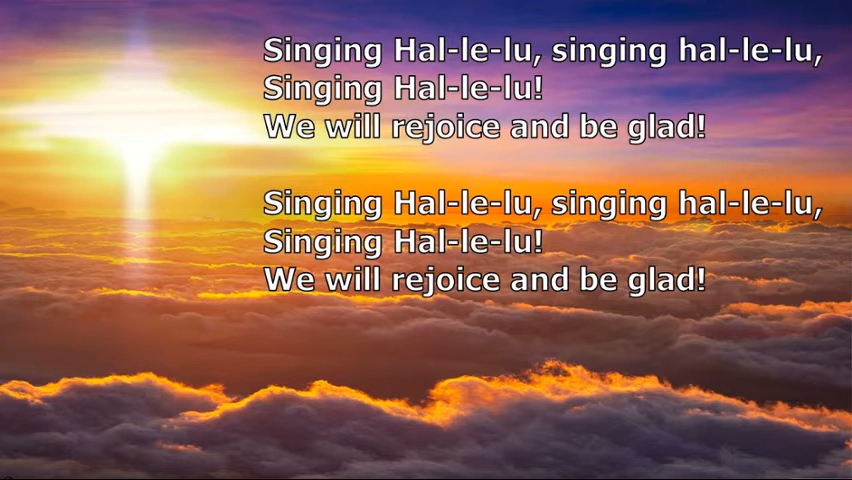 Singing Hal-le-lu, singing hal-le-lu,
Singing Hal-le-lu!
We will rejoice and be glad!
Singing Hal-le-lu, singing hal-le-lu,
Singing Hal-le-lu!
We will rejoice and be glad!